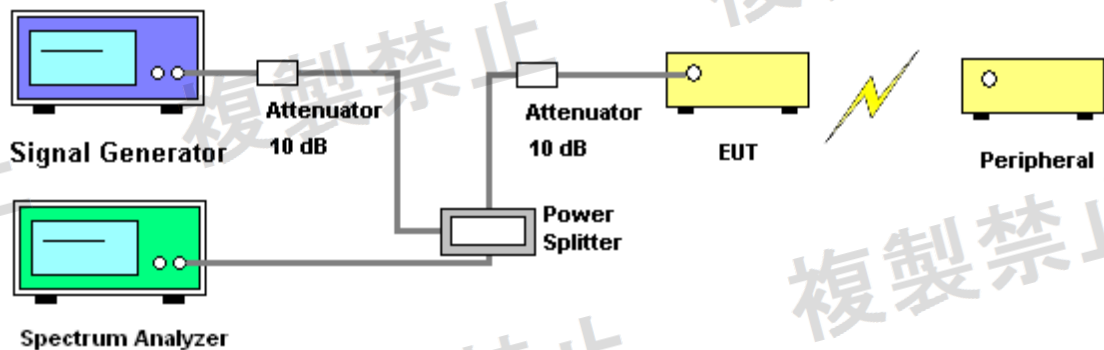 複製禁止
Attenuator
10 dB
Signal Generator
Attenuator
10 dB
EUT
Peripheral
Power
Splitter
複製禁止
Spectrum Analyzer